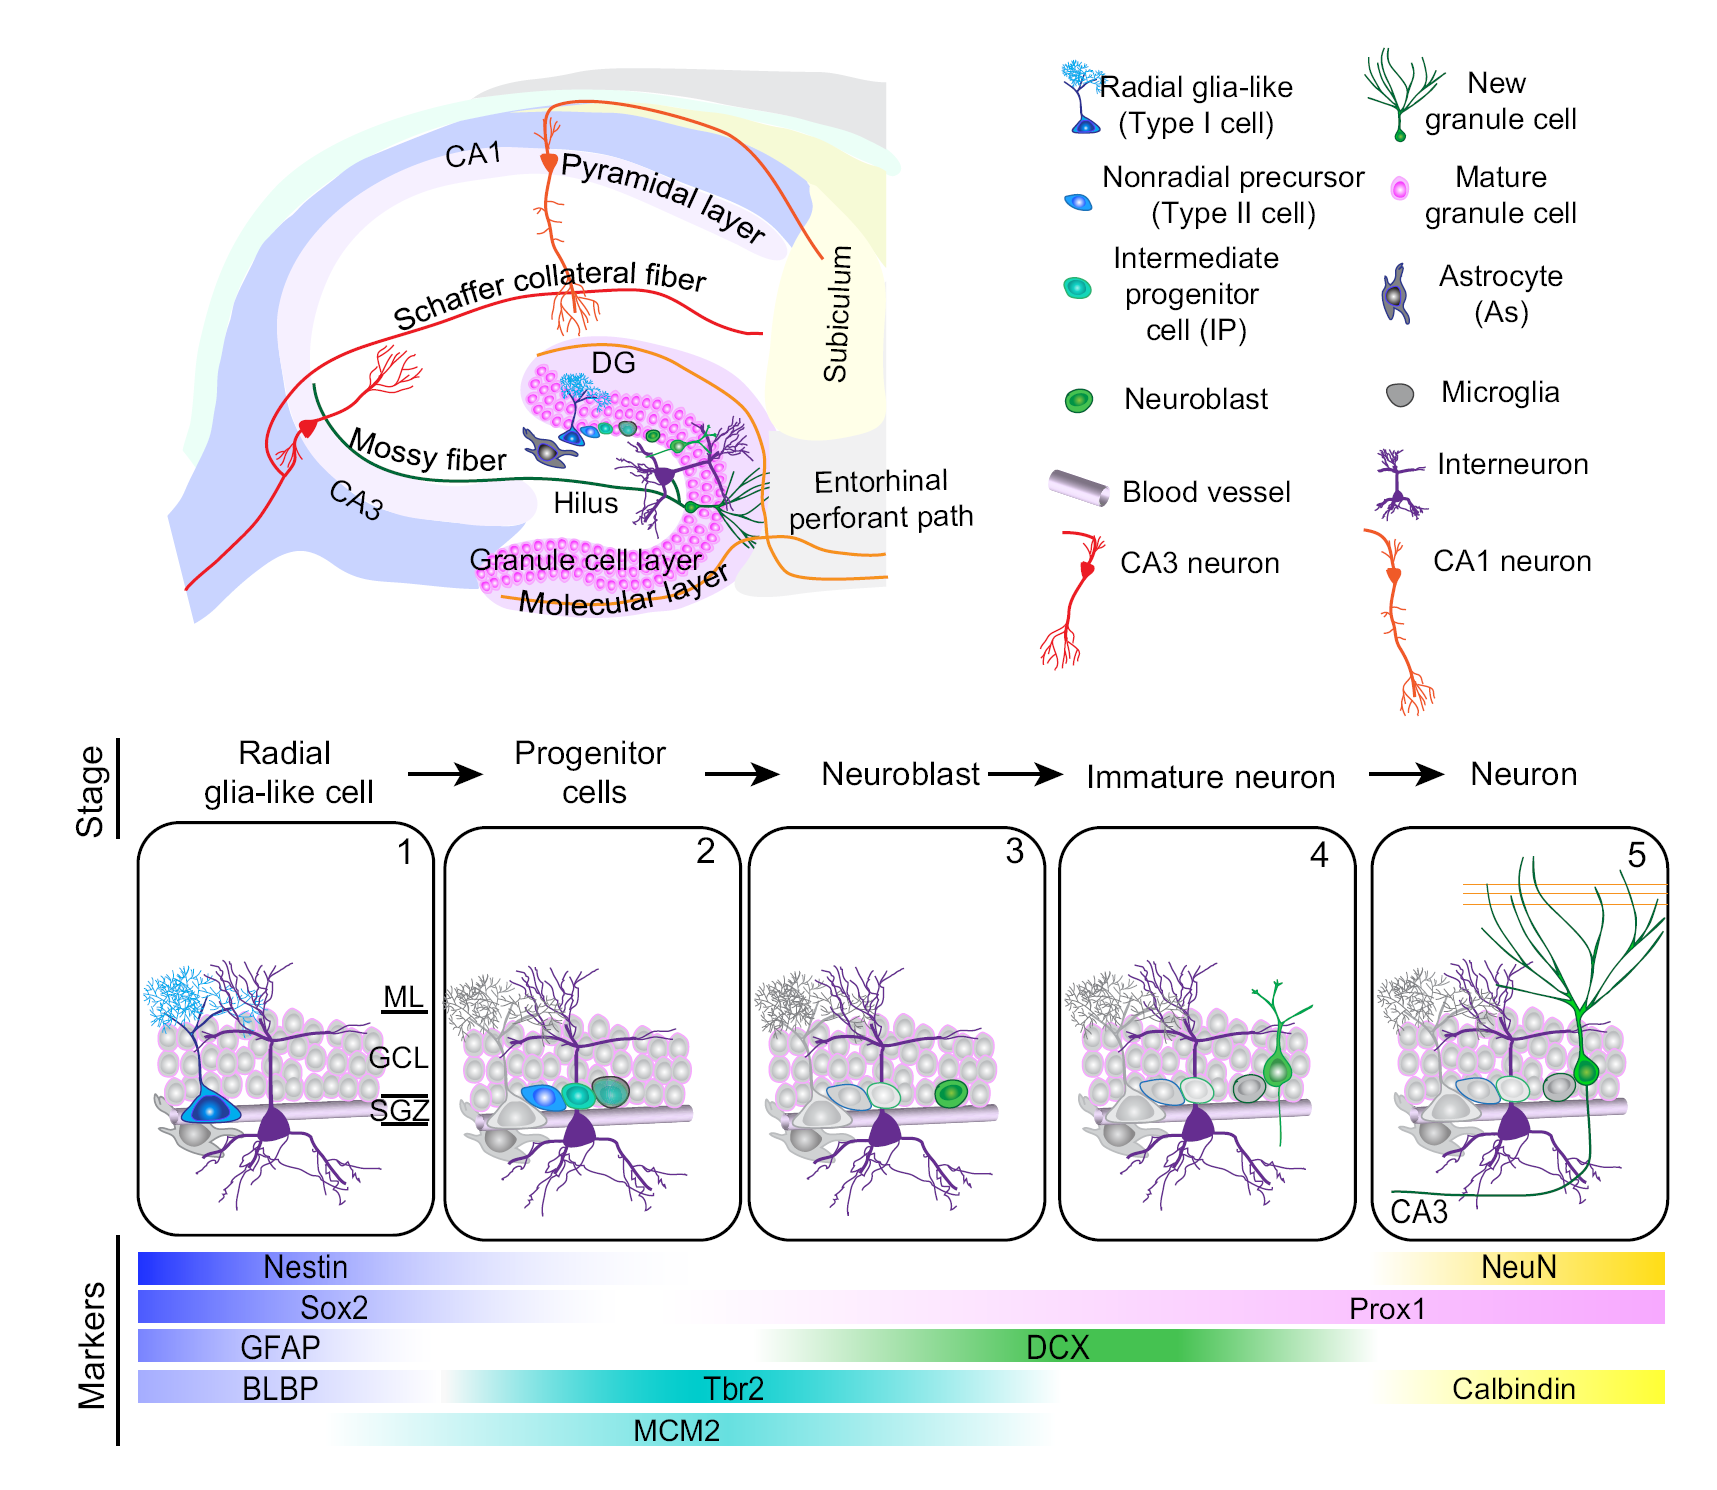 CA1
Pyramidal layer
Schaffer collateral fiber
Subiculum
DG
Mossy fiber
CA3
Hilus
Entorhinal
perforant path
Granule cell layer
Molecular layer
Radial glia-like
(Type I cell)
New
granule cell
Nonradial precursor
(Type II cell)
Mature
granule cell
Intermediate
progenitor
cell (IP)
Astrocyte
(As)
Neuroblast
Microglia
Blood vessel
Interneuron
CA3 neuron
CA1 neuron
Stage
Radial
glia-like cell
Progenitor
cells
Neuroblast
Immature neuron
Neuron
1
2
3
4
5
ML
GCL
SGZ
CA3
Markers
Nestin
NeuN
Sox2
Prox1
GFAP
DCX
BLBP
Tbr2
Calbindin
MCM2